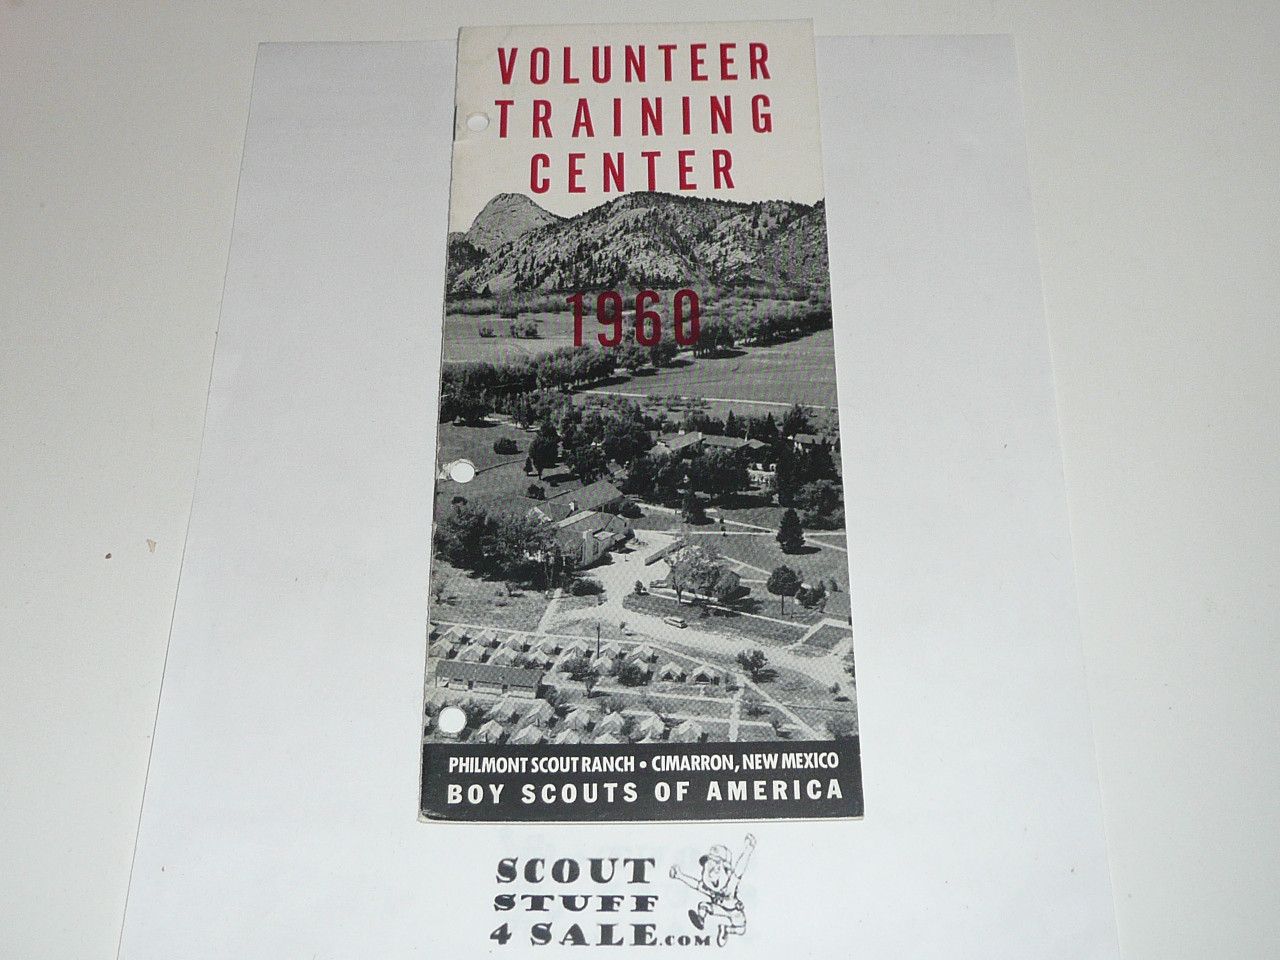 VOLUNTEER
TRAINING
CENTER
1960
PHILMONT SCOUT RANCH • CIMARRON, NEW MEXICO
BOY SCOUTS OF AMERICA
SCOUT
STUFF
4 SALE.COM